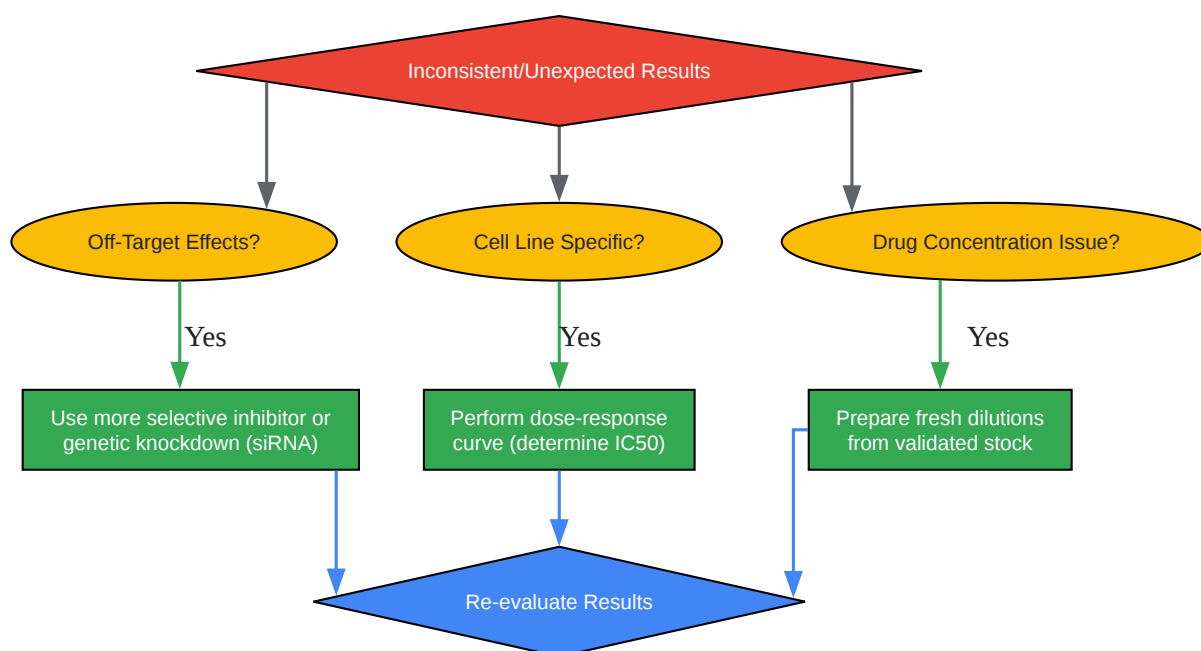 Inconsistent/Unexpected Results
Off-Target Effects?
Cell Line Specific?
Drug Concentration Issue?
Yes
Yes
Yes
Use more selective inhibitor or
genetic knockdown (siRNA)
Perform dose-response
curve (determine IC50)
Prepare fresh dilutions
from validated stock
Re-evaluate Results